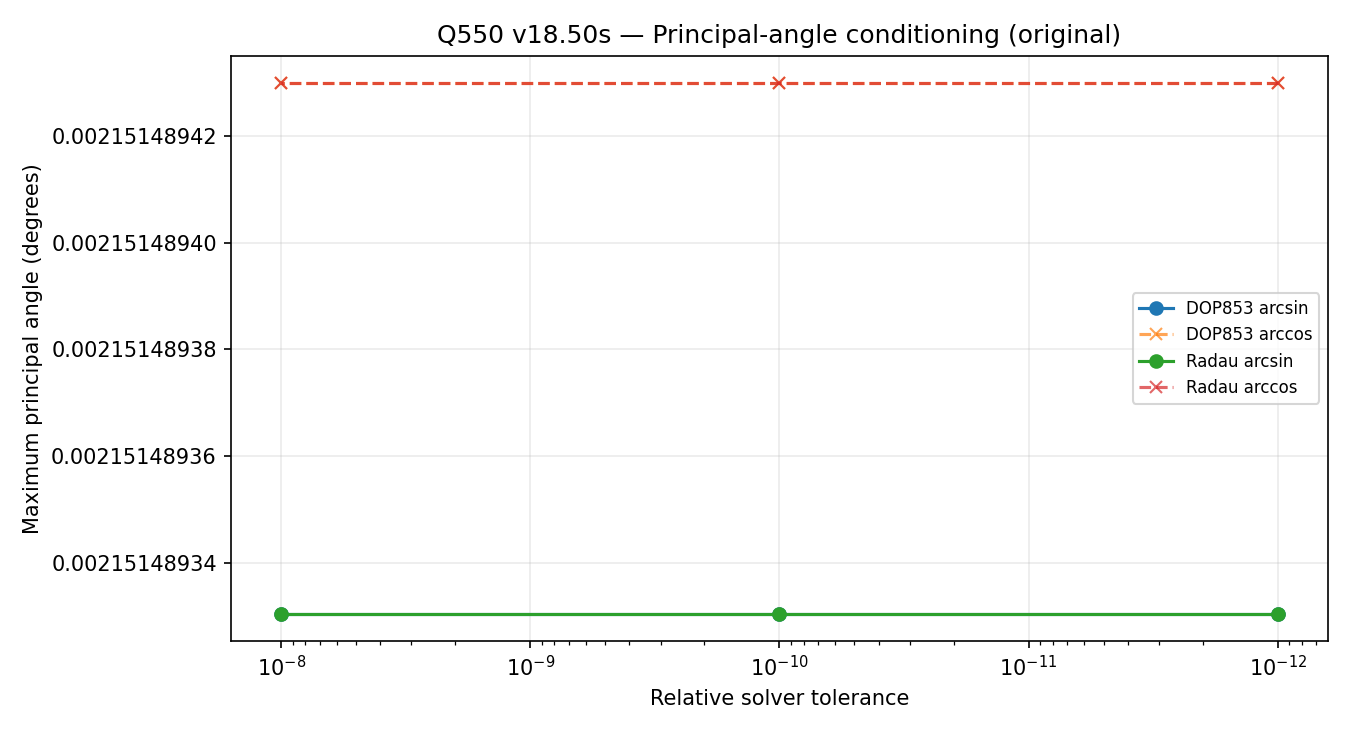 Q550 v18.50s — Principal-angle conditioning (original)
Maximum principal angle (degrees)
0.00215148942
0.00215148940
0.00215148938
0.00215148936
0.00215148934
DOP853 arcsin
DOP853 arccos
Radau arcsin
Radau arccos
10⁻⁸ 10⁻⁹ 10⁻¹⁰ 10⁻¹¹ 10⁻¹²
Relative solver tolerance